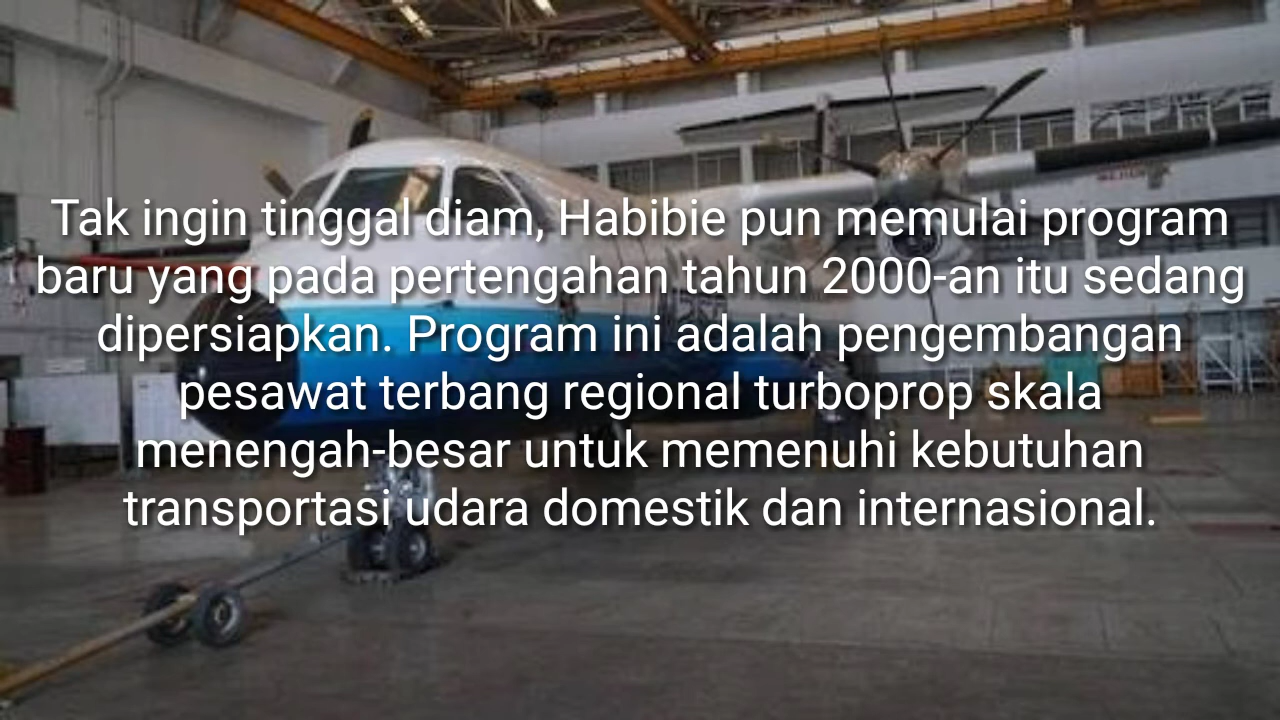 Tak ingin tinggal diam, Habibie pun memulai program
baru yang pada pertengahan tahun 2000-an itu sedang
dipersiapkan. Program ini adalah pengembangan
pesawat terbang regional turboprop skala
menengah-besar untuk memenuhi kebutuhan
transportasi udara domestik dan internasional.